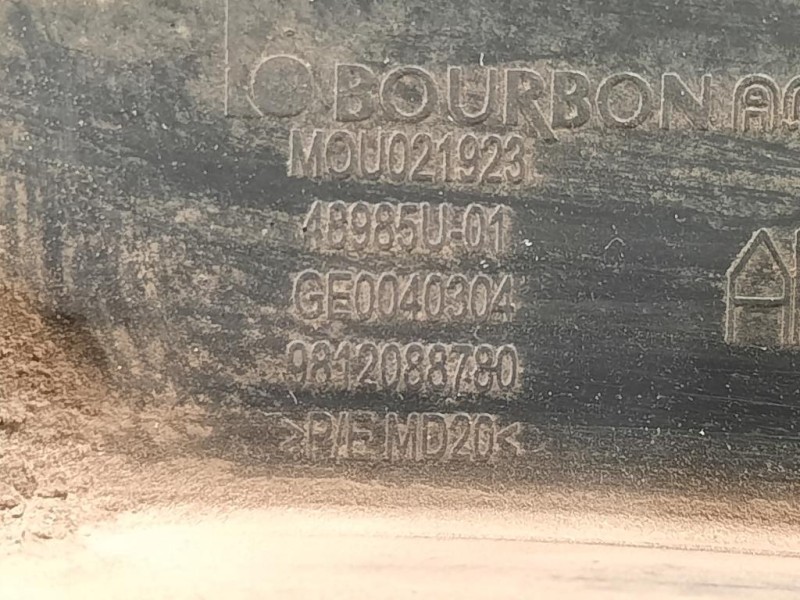 BOURBON
MOU021923
48985U-01
GE0040304
9812088780
>P/E MD20<